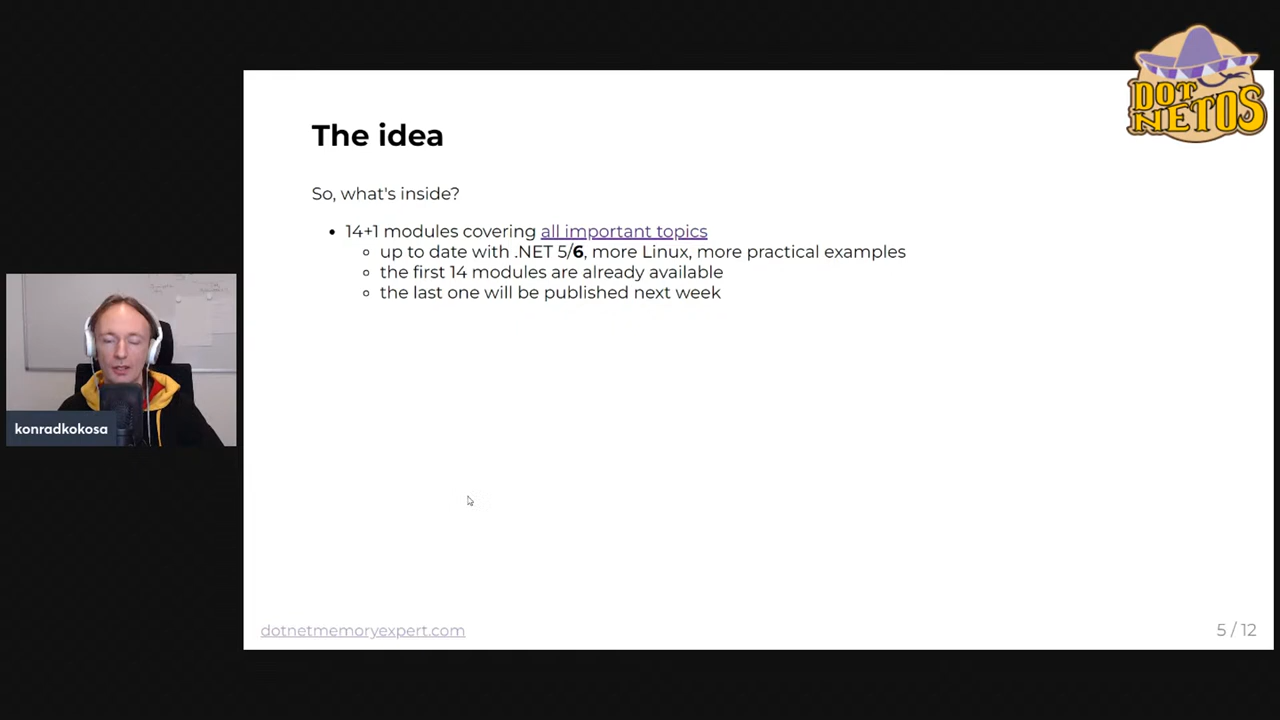 DOT
NETOS
The idea
So, what's inside?
14+1 modules covering all important topics
up to date with .NET 5/6, more Linux, more practical examples
the first 14 modules are already available
the last one will be published next week
konradkokosa
dotnetmemoryexpert.com
5 / 12